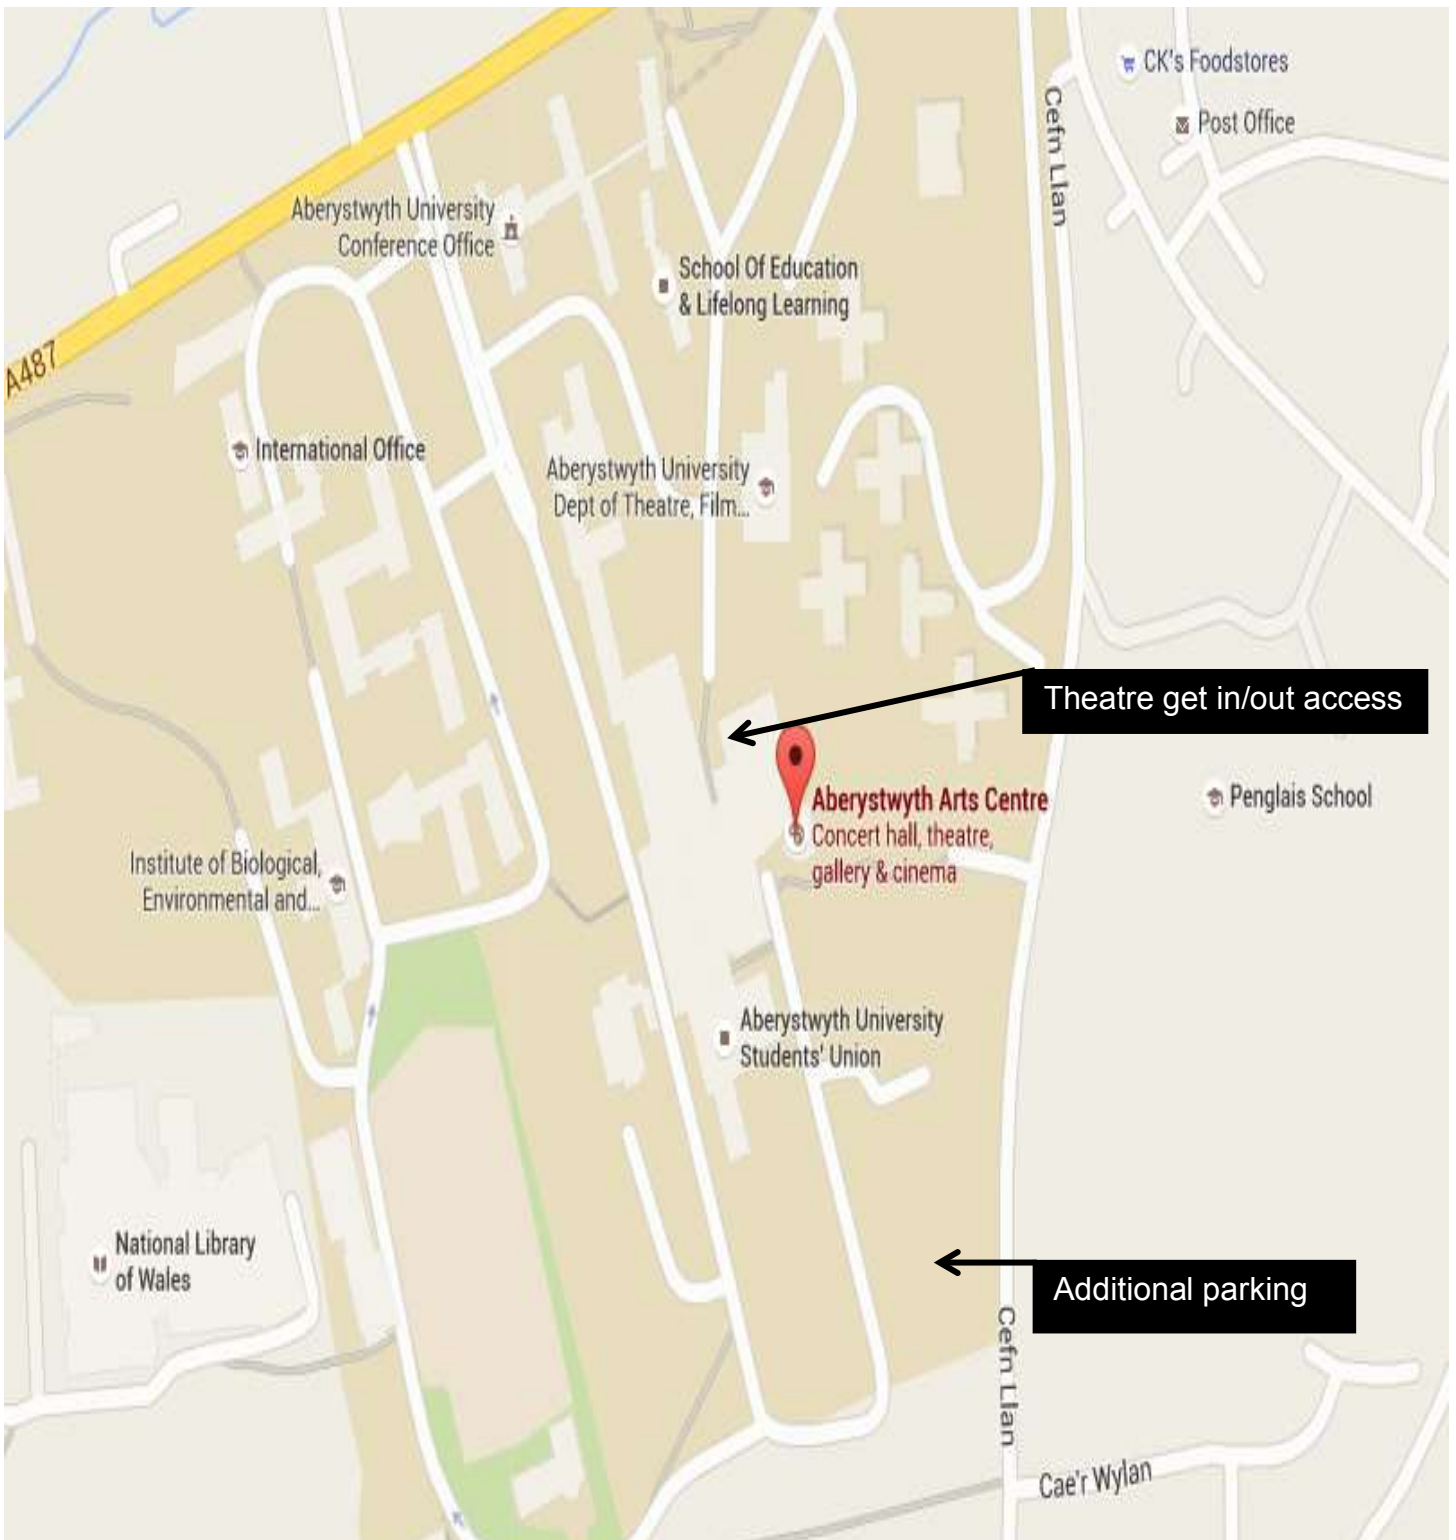 CK's Foodstores
Post Office
Cefn Llan
Aberystwyth University
Conference Office
School Of Education
& Lifelong Learning
A487
International Office
Aberystwyth University
Dept of Theatre, Film...
Theatre get in/out access
Aberystwyth Arts Centre
Concert hall, theatre,
gallery & cinema
Penglais School
Institute of Biological,
Environmental and...
Aberystwyth University
Students' Union
National Library
of Wales
Additional parking
Cefn Llan
Cae'r Wylan